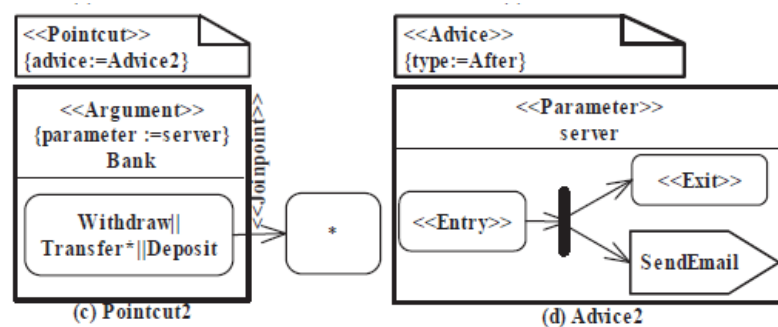 <<Pointcut>>
{advice:=Advice2}
<<Argument>>
{parameter :=server}
Bank
Withdraw||
Transfer*||Deposit
<<Joinpoint>>
*
(c) Pointcut2
<<Advice>>
{type:=After}
<<Parameter>>
server
<<Entry>>
<<Exit>>
SendEmail
(d) Advice2